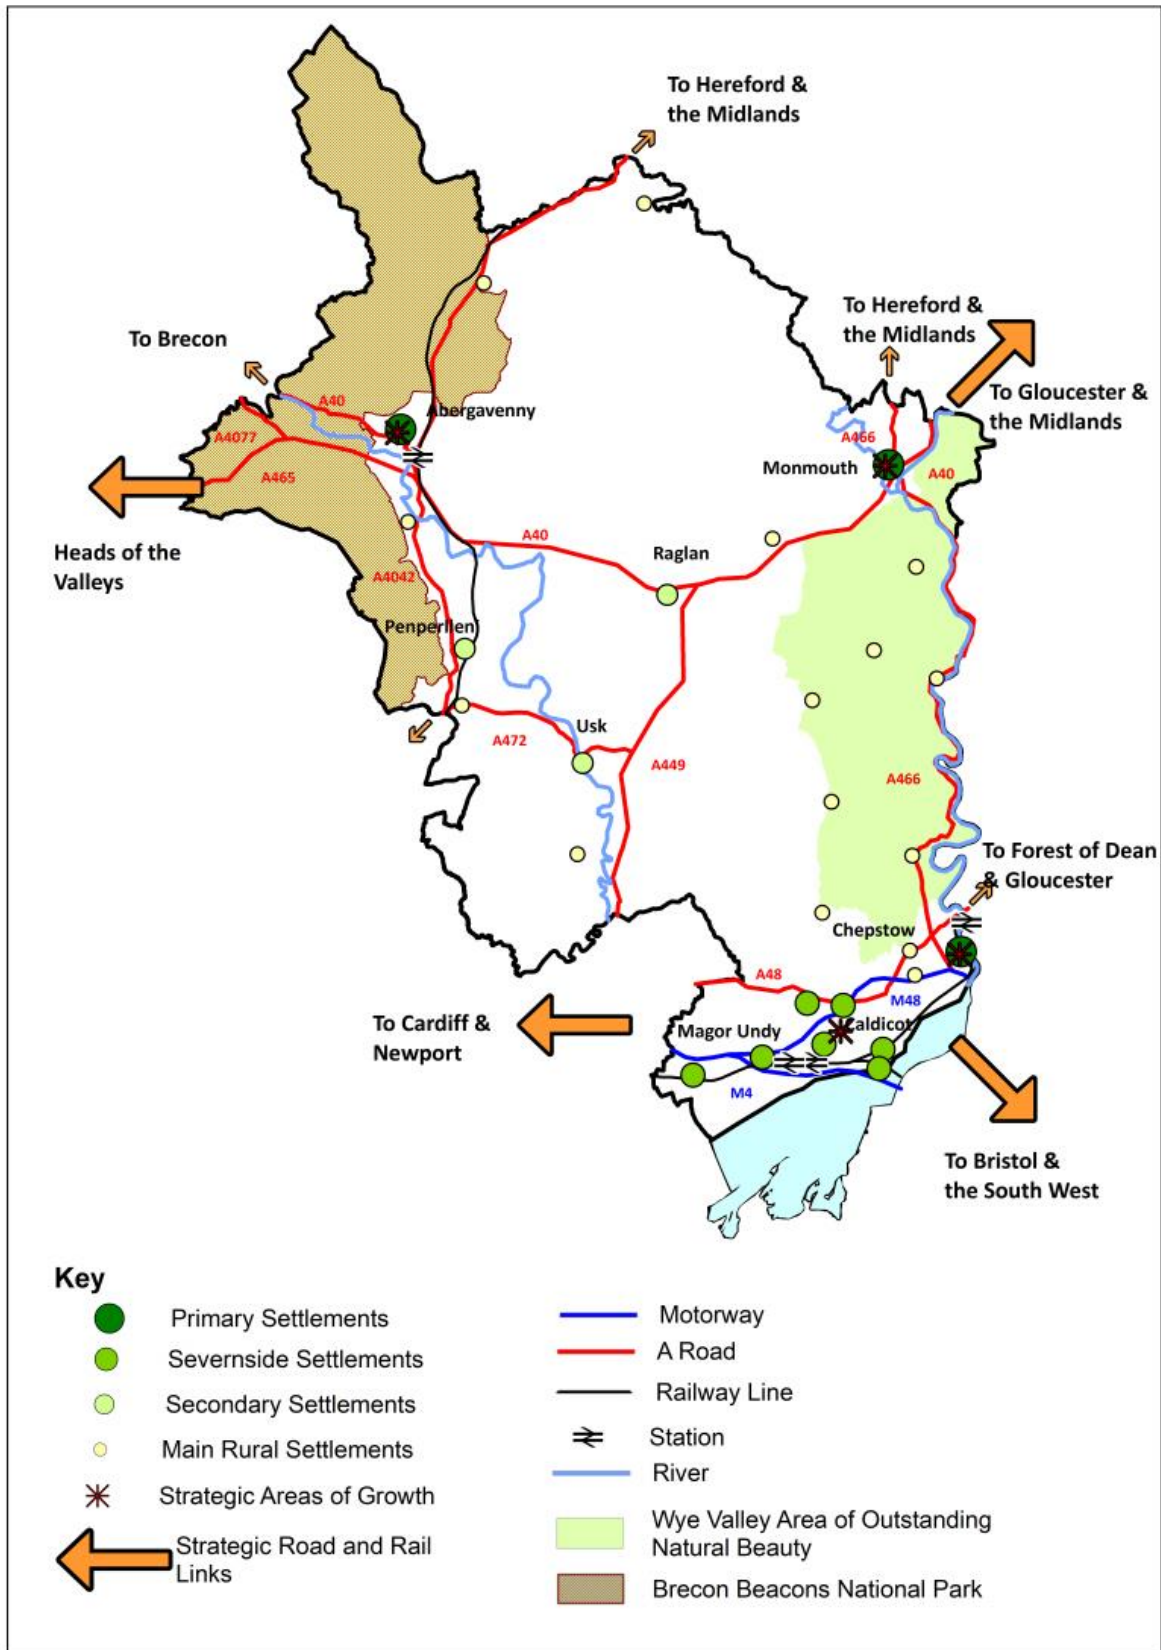 To Hereford &
the Midlands
To Hereford &
the Midlands
To Brecon
To Gloucester &
the Midlands
A40
Abergavenny
A4077
A466
Monmouth
A40
A465
Heads of the
Valleys
A40
Raglan
A4042
Penperlleni
Usk
A472
A449
A466
To Forest of Dean
& Gloucester
Chepstow
A48
M48
To Cardiff &
Newport
Magor Undy
Caldicot
M4
To Bristol &
the South West
Key
Primary Settlements
Severnside Settlements
Secondary Settlements
Main Rural Settlements
Strategic Areas of Growth
Strategic Road and Rail
Links
Motorway
A Road
Railway Line
Station
River
Wye Valley Area of Outstanding
Natural Beauty
Brecon Beacons National Park